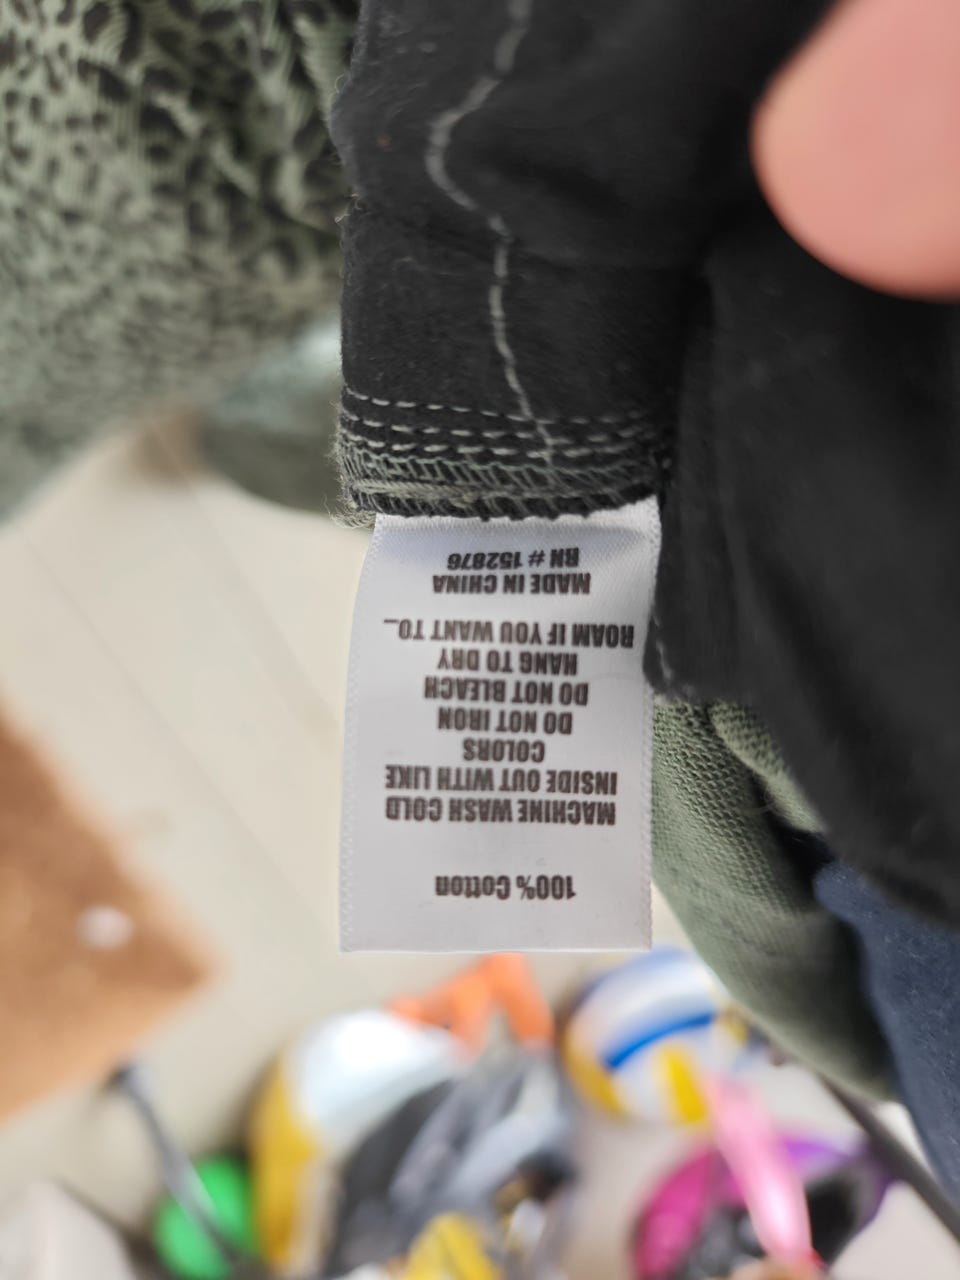 100% Cotton
MACHINE WASH COLD
INSIDE OUT WITH LIKE
COLORS
DO NOT IRON
DO NOT BLEACH
HANG TO DRY
ROAM IF YOU WANT TO...
MADE IN CHINA
RN # 152876